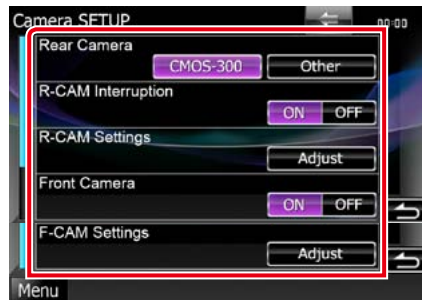 Camera SETUP 00:00
Rear Camera
CMOS-300 Other
R-CAM Interruption
ON OFF
R-CAM Settings
Adjust
Front Camera
ON OFF
F-CAM Settings
Adjust
Menu